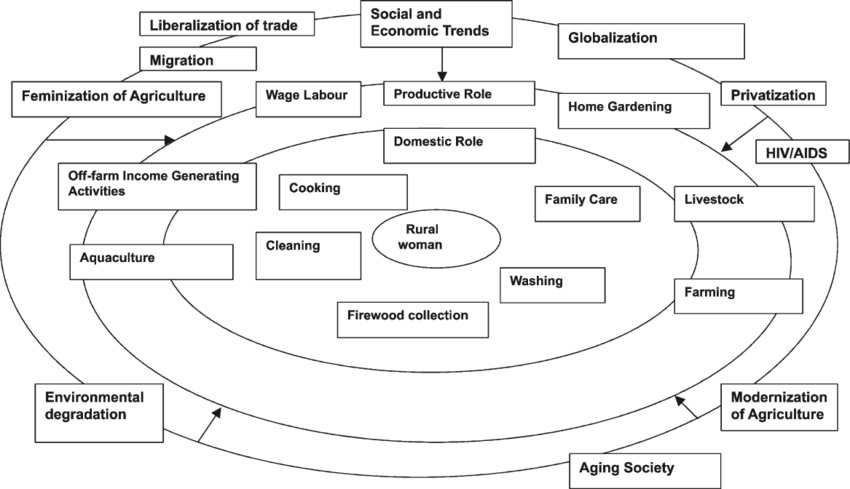 Liberalization of trade
Social and
Economic Trends
Globalization
Migration
Feminization of Agriculture
Wage Labour
Productive Role
Home Gardening
Privatization
Domestic Role
HIV/AIDS
Off-farm Income Generating
Activities
Cooking
Family Care
Livestock
Rural
woman
Cleaning
Aquaculture
Washing
Farming
Firewood collection
Environmental
degradation
Modernization
of Agriculture
Aging Society